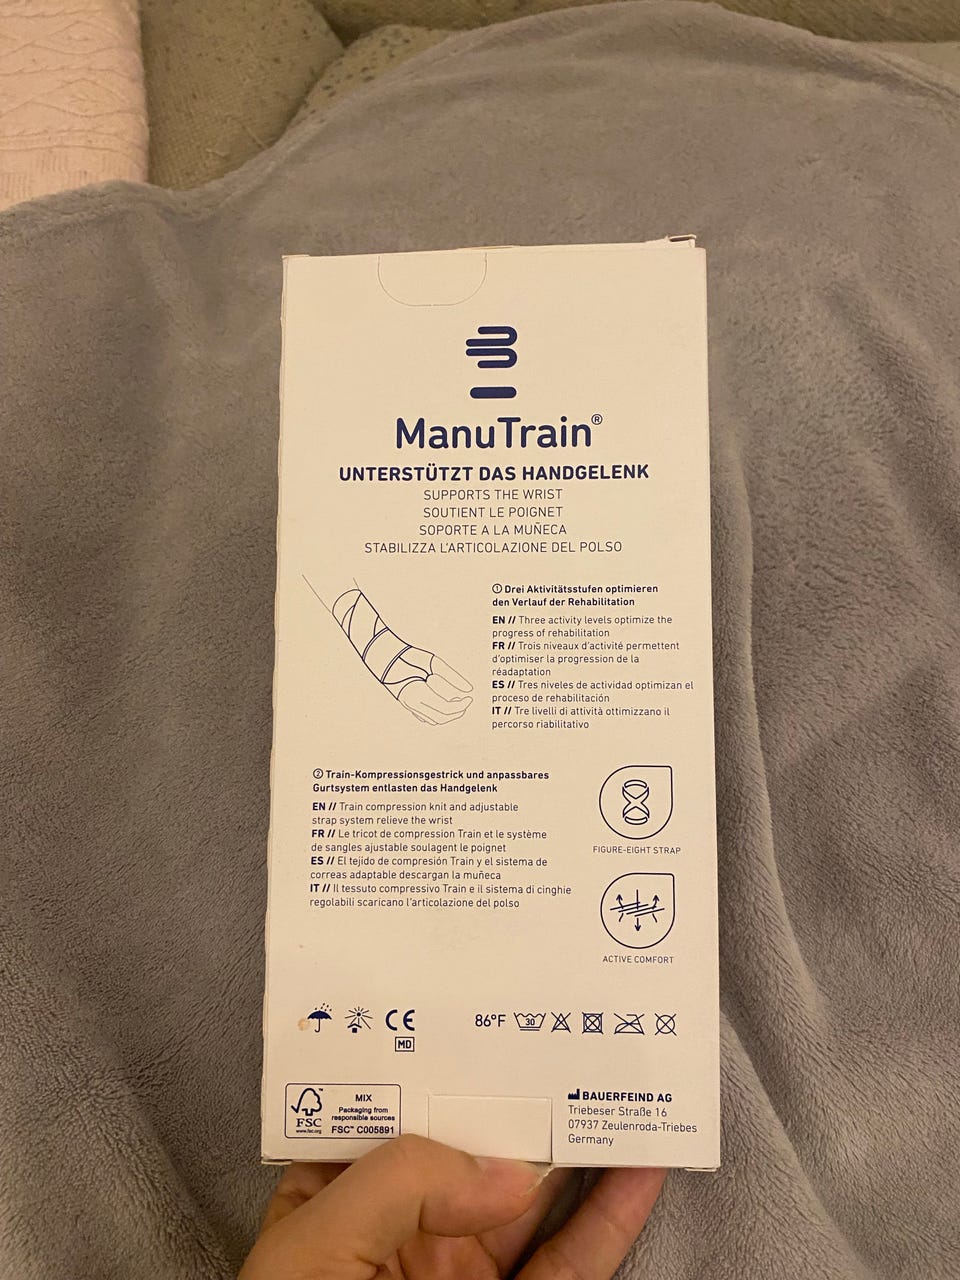 ManuTrain®
UNTERSTÜTZT DAS HANDGELENK
SUPPORTS THE WRIST
SOUTIENT LE POIGNET
SOPORTE A LA MUÑECA
STABILIZZA L'ARTICOLAZIONE DEL POLSO
① Drei Aktivitätsstufen optimieren
den Verlauf der Rehabilitation
EN // Three activity levels optimize the
progress of rehabilitation
FR // Trois niveaux d'activité permettent
d'optimiser la progression de la
réadaptation
ES // Tres niveles de actividad optimizan el
proceso de rehabilitación
IT // Tre livelli di attività ottimizzano il
percorso riabilitativo
② Train-Kompressionsgestrick und anpassbares
Gurtsystem entlasten das Handgelenk
EN // Train compression knit and adjustable
strap system relieve the wrist
FR // Le tricot de compression Train et le système
de sangles ajustable soulagent le poignet
ES // El tejido de compresión Train y el sistema de
correas adaptable descargan la muñeca
IT // Il tessuto compressivo Train e il sistema di cinghie
regolabili scaricano l'articolazione del polso
FIGURE-EIGHT STRAP
ACTIVE COMFORT
CE
MD
86°F 30
FSC™
www.fsc.org
MIX
Packaging from
responsible sources
FSC™ C005891
BAUERFEIND AG
Triebeser Straße 16
07937 Zeulenroda-Triebes
Germany